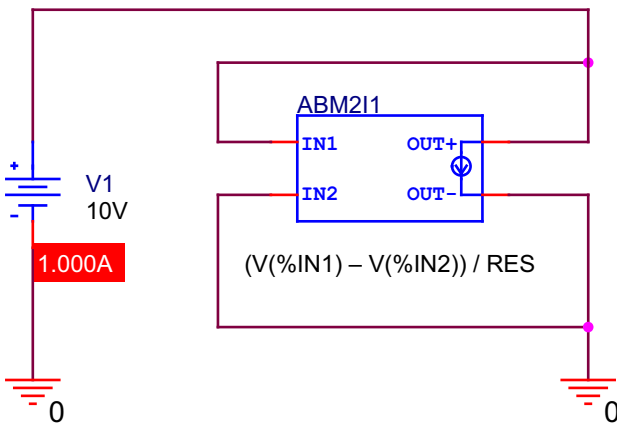 ABM2I1
IN1 OUT+
IN2 OUT-
+
V1
10V
-
1.000A
(V(%IN1) – V(%IN2)) / RES
0
0